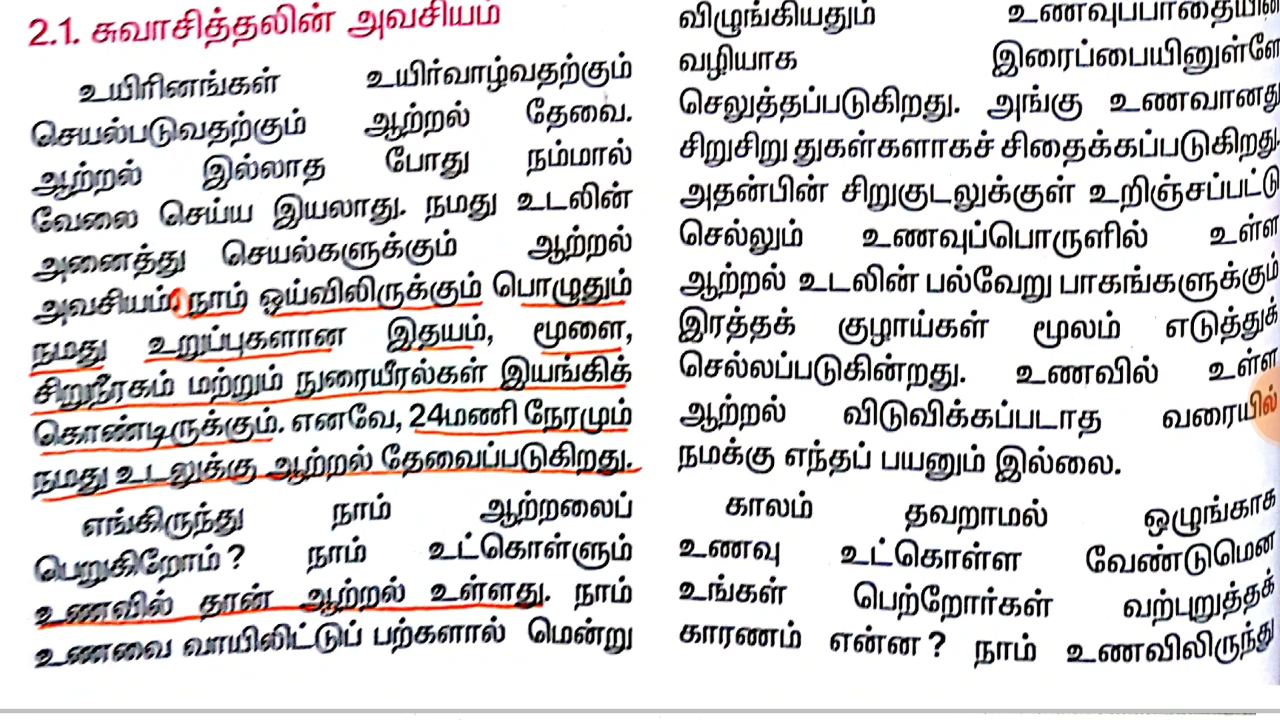 2.1. சுவாசித்தலின் அவசியம்
உயிரினங்கள் உயிர்வாழ்வதற்கும்
செயல்படுவதற்கும் ஆற்றல் தேவை.
ஆற்றல் இல்லாத போது நம்மால்
வேலை செய்ய இயலாது. நமது உடலின்
அனைத்து செயல்களுக்கும் ஆற்றல்
அவசியம். நாம் ஓய்விலிருக்கும் பொழுதும்
நமது உறுப்புகளான இதயம், மூளை,
சிறுநீரகம் மற்றும் நுரையீரல்கள் இயங்கிக்
கொண்டிருக்கும். எனவே, 24மணி நேரமும்
நமது உடலுக்கு ஆற்றல் தேவைப்படுகிறது.
எங்கிருந்து நாம் ஆற்றலைப்
பெறுகிறோம்? நாம் உட்கொள்ளும்
உணவில் தான் ஆற்றல் உள்ளது. நாம்
உணவை வாயிலிட்டுப் பற்களால் மென்று
விழுங்கியதும் உணவுப்பாதையின்
வழியாக இரைப்பையினுள்ளே
செலுத்தப்படுகிறது. அங்கு உணவானது
சிறுசிறு துகள்களாகச் சிதைக்கப்படுகிறது.
அதன்பின் சிறுகுடலுக்குள் உறிஞ்சப்பட்டு
செல்லும் உணவுப்பொருளில் உள்ள
ஆற்றல் உடலின் பல்வேறு பாகங்களுக்கும்
இரத்தக் குழாய்கள் மூலம் எடுத்துக்
செல்லப்படுகின்றது. உணவில் உள்ள
ஆற்றல் விடுவிக்கப்படாத வரையில்
நமக்கு எந்தப் பயனும் இல்லை.
காலம் தவறாமல் ஒழுங்காக
உணவு உட்கொள்ள வேண்டுமென
உங்கள் பெற்றோர்கள் வற்புறுத்தக்
காரணம் என்ன? நாம் உணவிலிருந்து